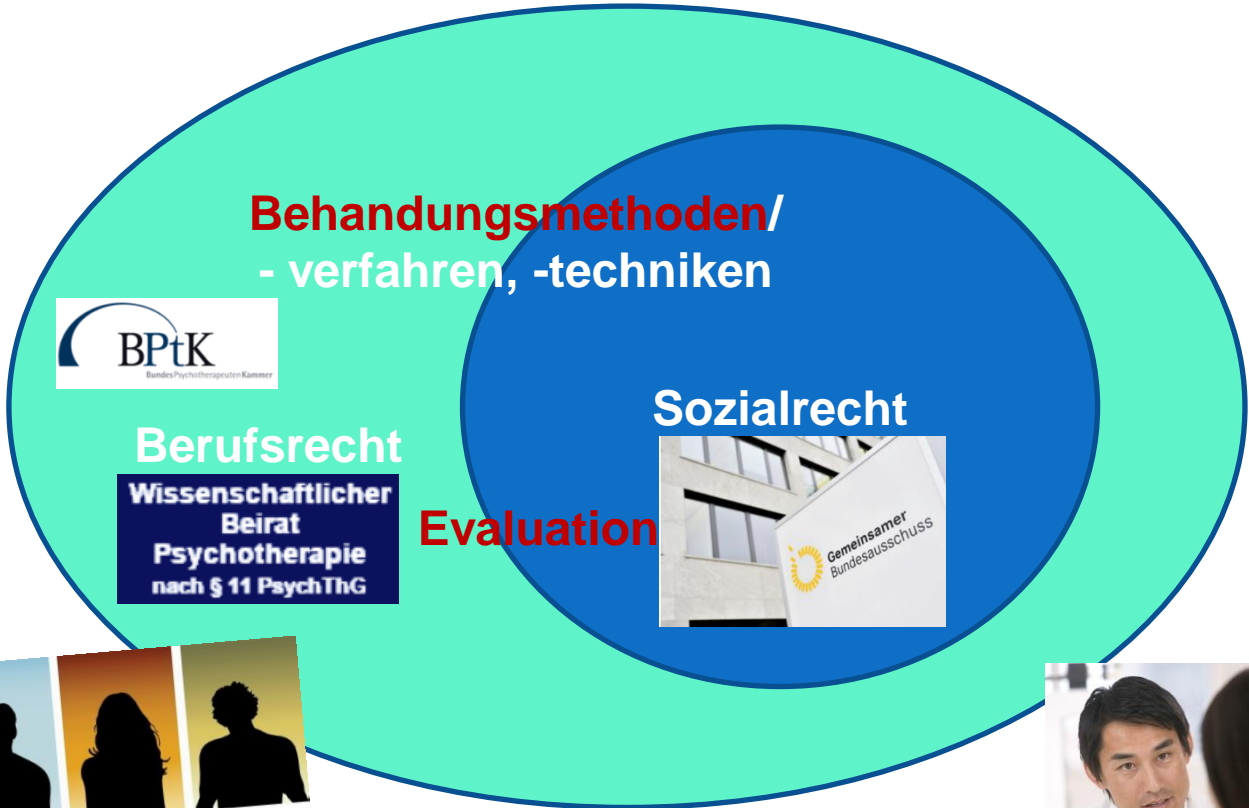 Behandungsmethoden/
- verfahren, -techniken
BPtK
BundesPsychotherapeutenKammer
Sozialrecht
Berufsrecht
Wissenschaftlicher
Beirat
Psychotherapie
nach § 11 PsychThG
Evaluation
Gemeinsamer
Bundesausschuss